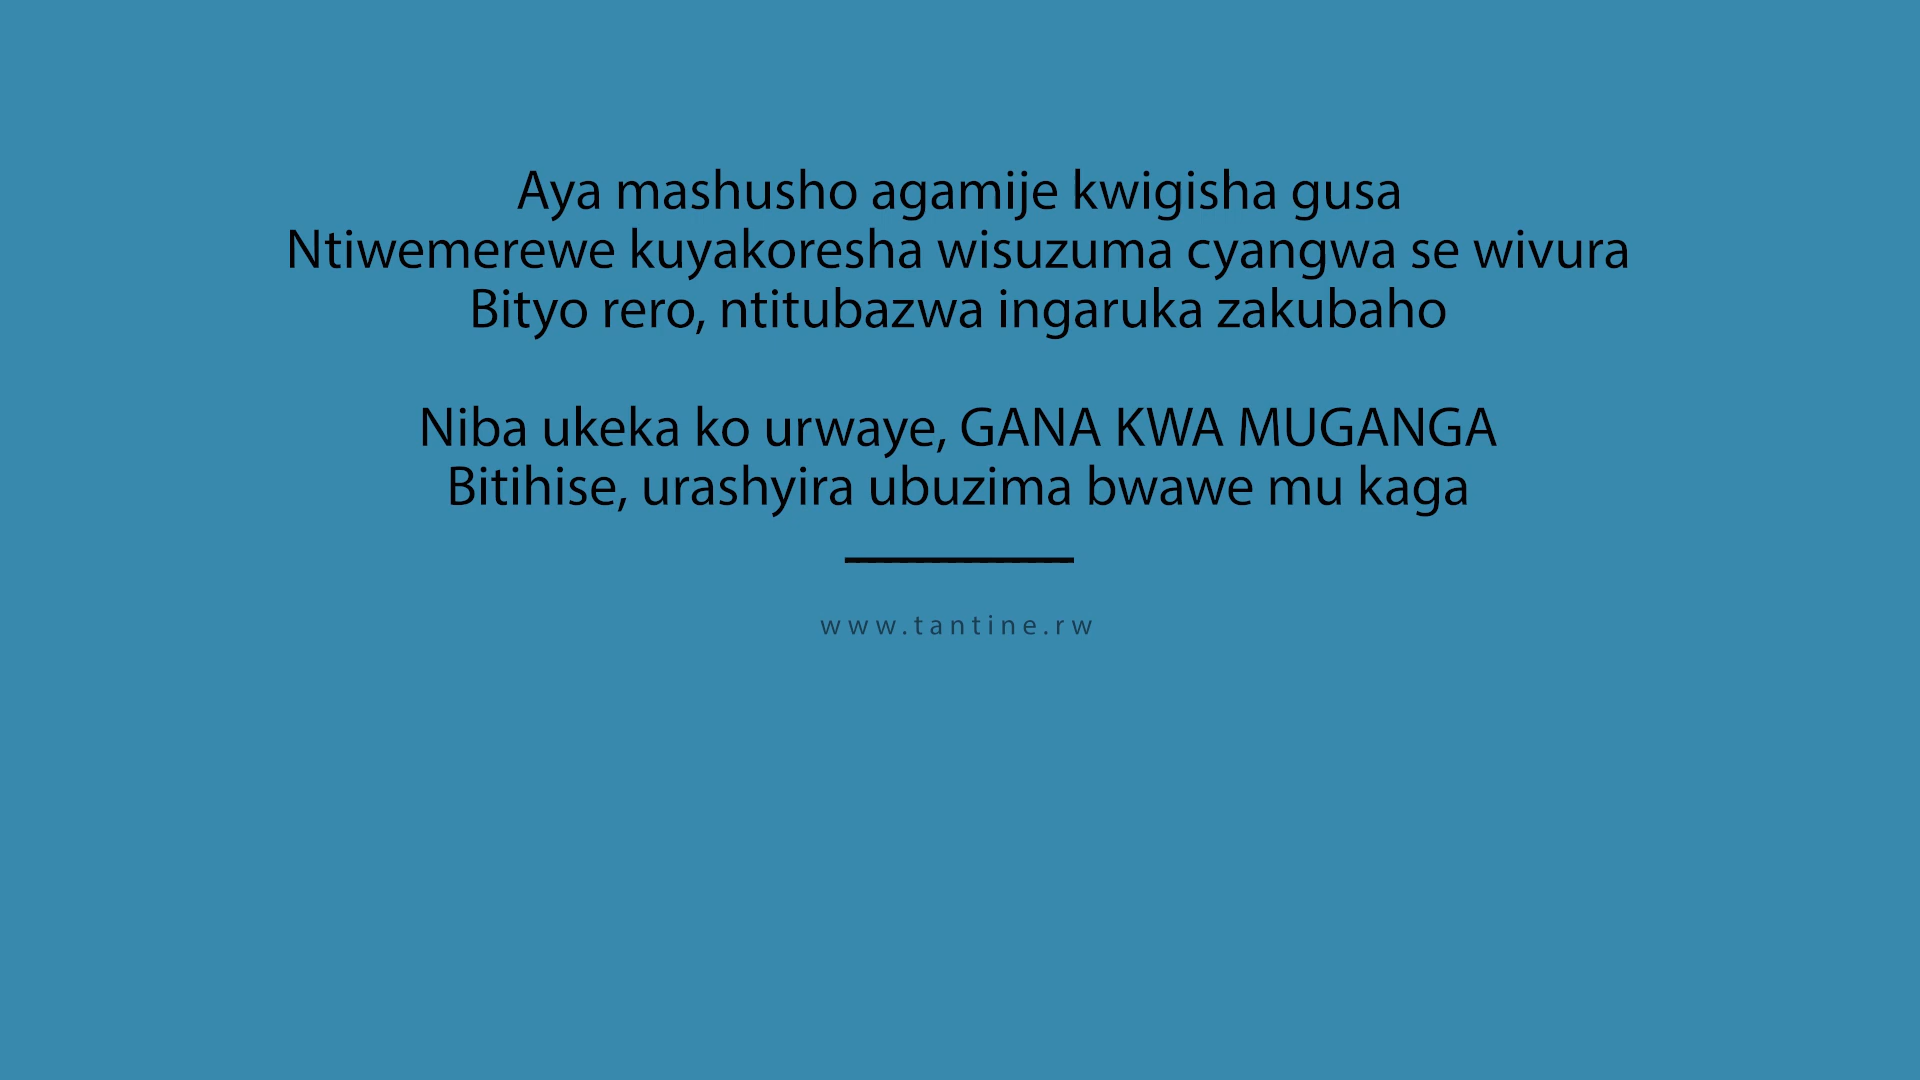 Aya mashusho agamije kwigisha gusa
Ntiwemerewe kuyakoresha wisuzuma cyangwa se wivura
Bityo rero, ntitubazwa ingaruka zakubaho
Niba ukeka ko urwaye, GANA KWA MUGANGA
Bitihise, urashyira ubuzima bwawe mu kaga
www.tantine.rw